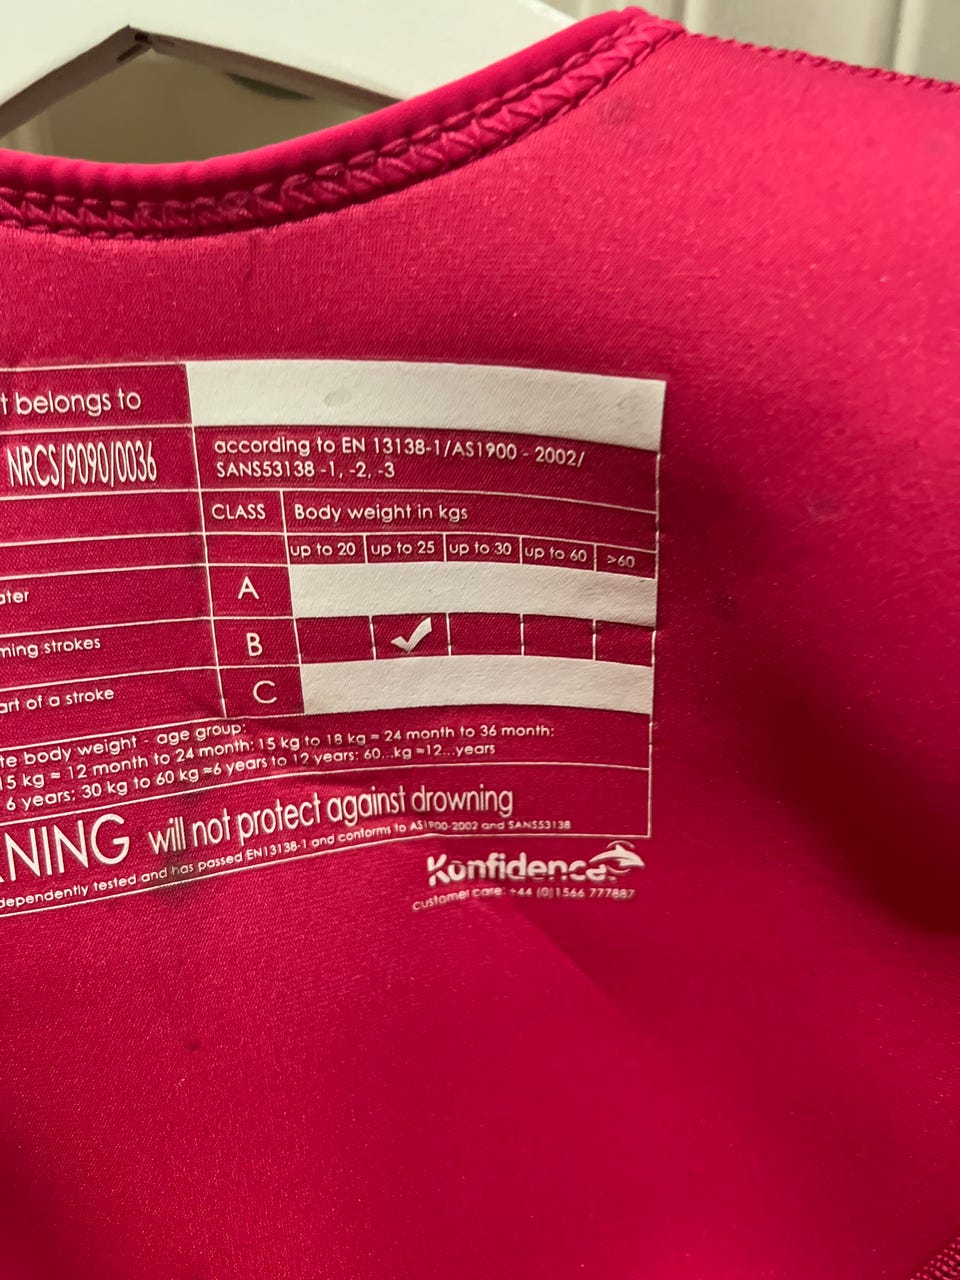 t belongs to
NRCS/9090/0036
according to EN 13138-1/AS1900 - 2002/
SANS53138 -1, -2, -3
CLASS Body weight in kgs
up to 20 up to 25 up to 30 up to 60 >60
ater A
ming strokes B ✓
art of a stroke C
te body weight - age group:
15 kg = 12 month to 24 month: 15 kg to 18 kg = 24 month to 36 month:
6 years: 30 kg to 60 kg ≈6 years to 12 years: 60...kg ≈12...years
NING will not protect against drowning
dependently tested and has passed EN13138-1 and conforms to AS1900-2002 and SANS53138
Konfidence
customer care: +44 (0)1566 777887